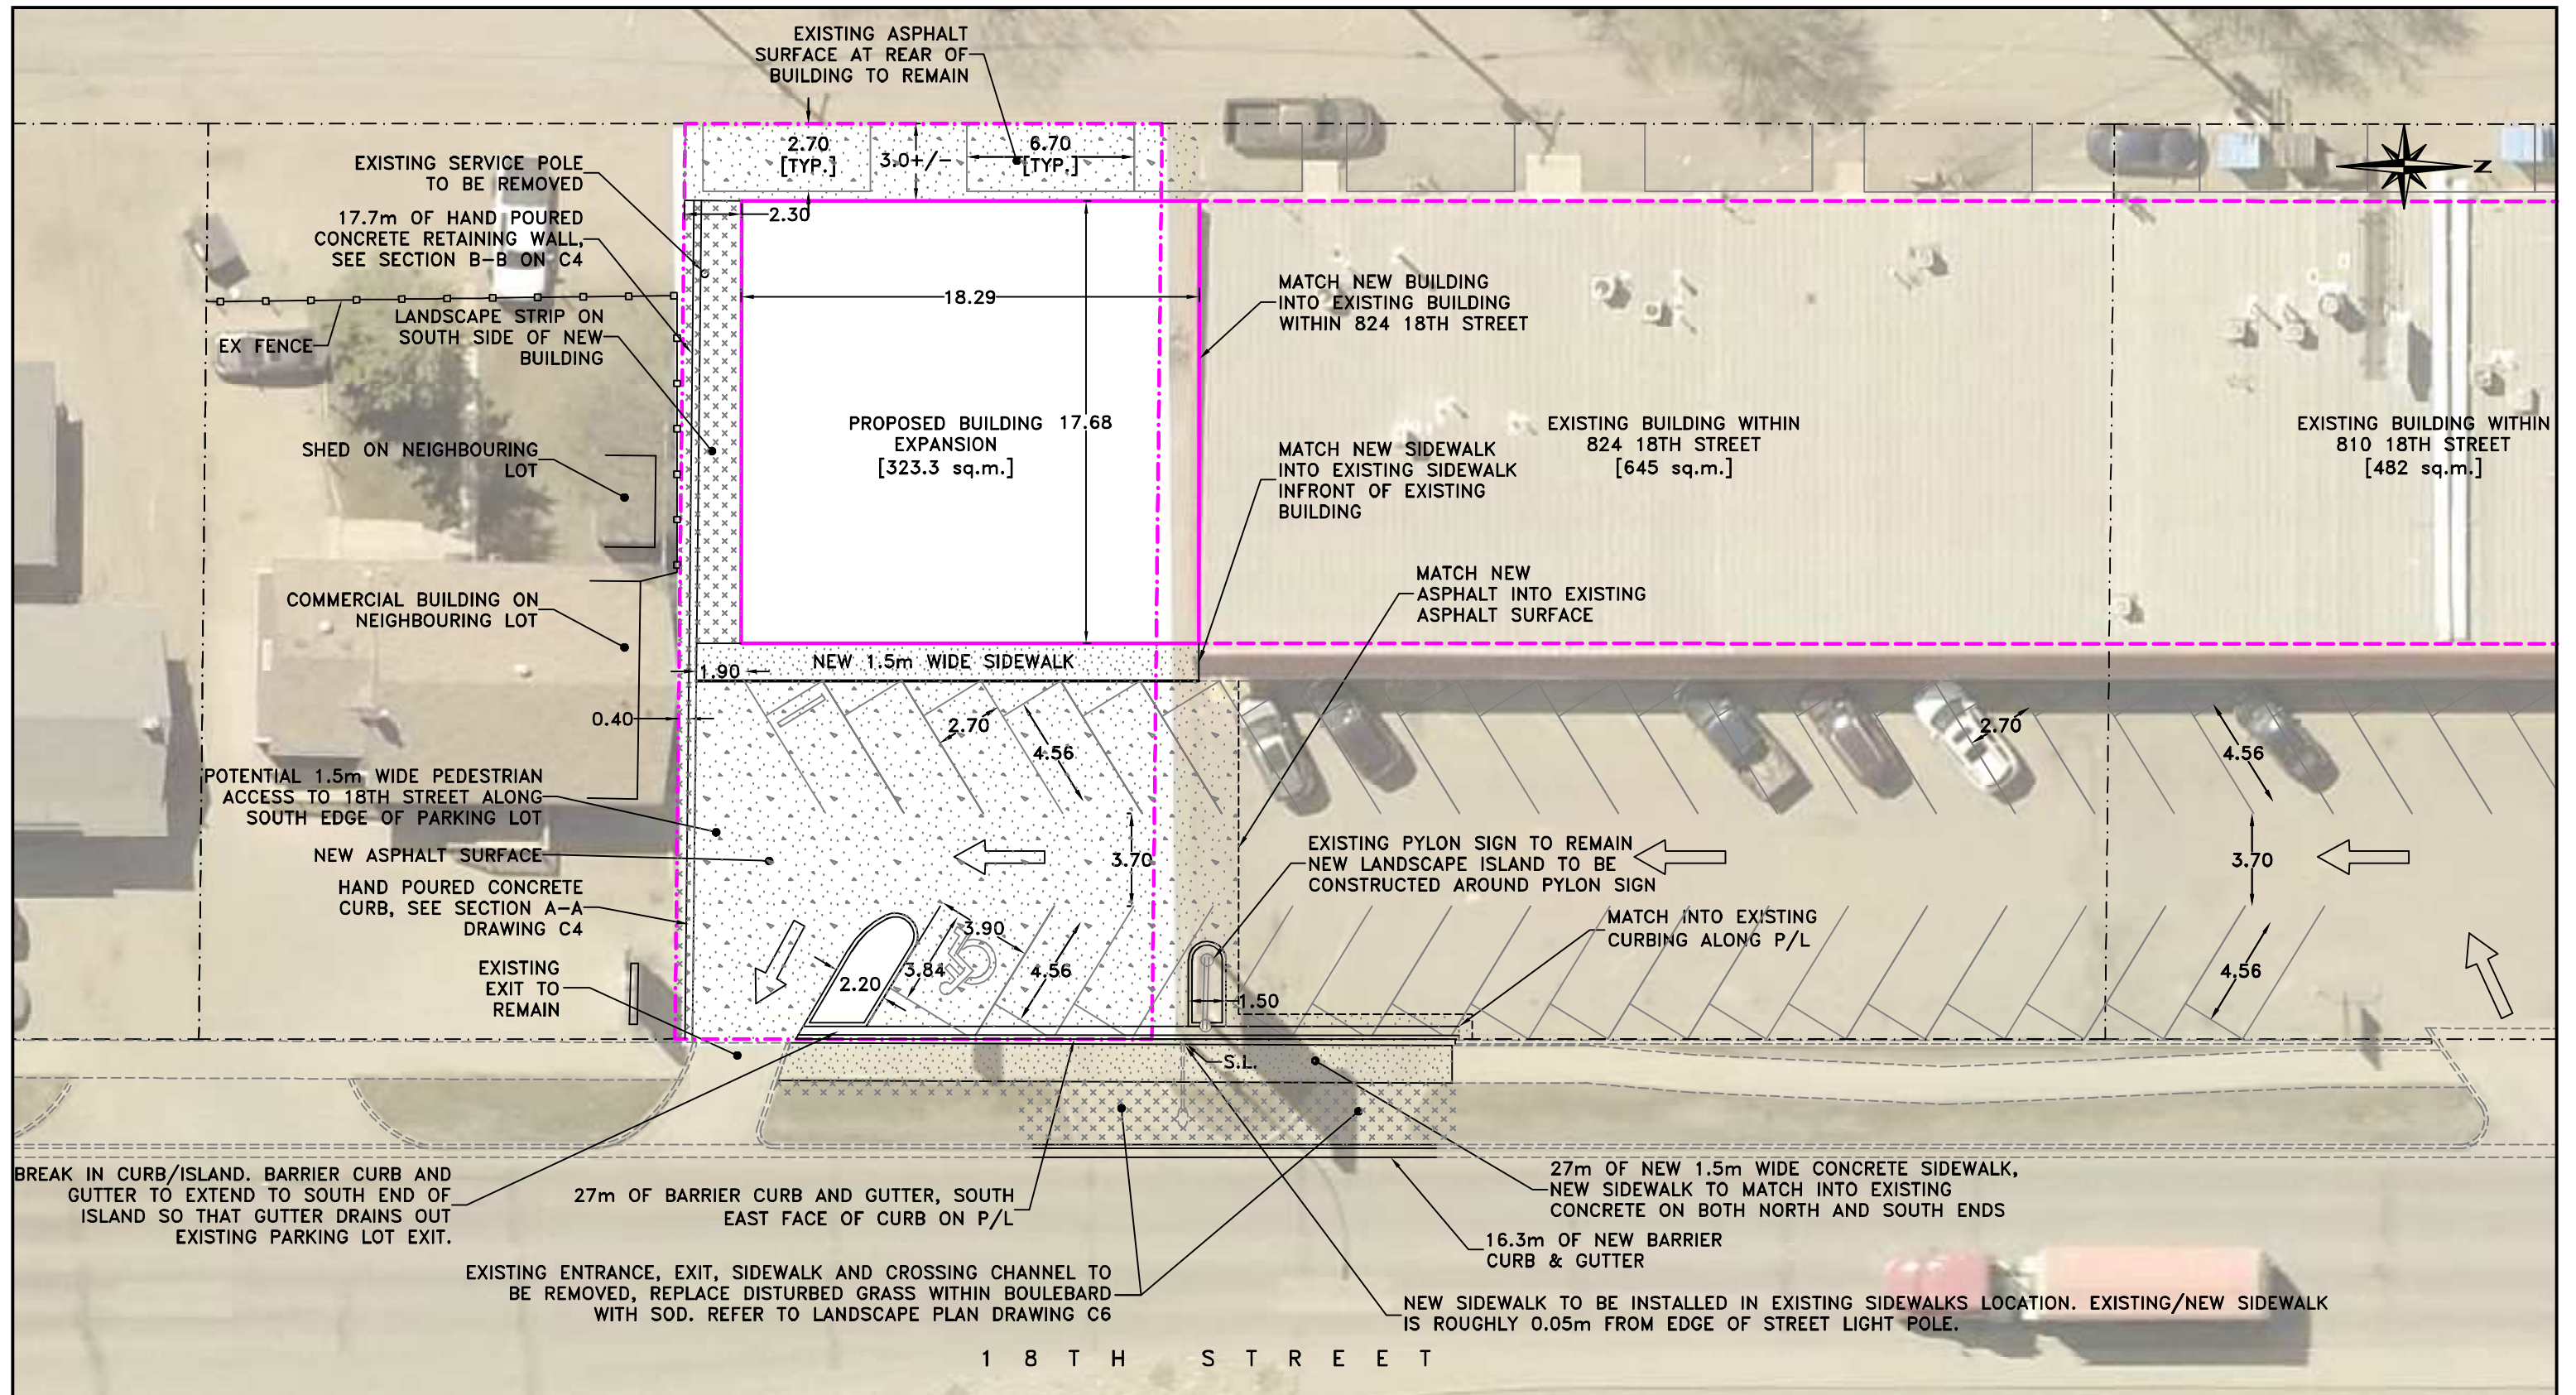 EXISTING ASPHALT
SURFACE AT REAR OF
BUILDING TO REMAIN
2.70
[TYP.]
3.0+/-
6.70
[TYP.]
N
EXISTING SERVICE POLE
TO BE REMOVED
2.30
17.7m OF HAND POURED
CONCRETE RETAINING WALL,
SEE SECTION B-B ON C4
18.29
MATCH NEW BUILDING
INTO EXISTING BUILDING
WITHIN 824 18TH STREET
LANDSCAPE STRIP ON
SOUTH SIDE OF NEW
BUILDING
EX FENCE
PROPOSED BUILDING
EXPANSION
[323.3 sq.m.]
17.68
EXISTING BUILDING WITHIN
824 18TH STREET
[645 sq.m.]
EXISTING BUILDING WITHIN
810 18TH STREET
[482 sq.m.]
SHED ON NEIGHBOURING
LOT
MATCH NEW SIDEWALK
INTO EXISTING SIDEWALK
INFRONT OF EXISTING
BUILDING
MATCH NEW
ASPHALT INTO EXISTING
ASPHALT SURFACE
COMMERCIAL BUILDING ON
NEIGHBOURING LOT
NEW 1.5m WIDE SIDEWALK
1.90
0.40
2.70
4.56
2.70
4.56
POTENTIAL 1.5m WIDE PEDESTRIAN
ACCESS TO 18TH STREET ALONG
SOUTH EDGE OF PARKING LOT
NEW ASPHALT SURFACE
3.70
EXISTING PYLON SIGN TO REMAIN
NEW LANDSCAPE ISLAND TO BE
CONSTRUCTED AROUND PYLON SIGN
3.70
HAND POURED CONCRETE
CURB, SEE SECTION A-A
DRAWING C4
MATCH INTO EXISTING
CURBING ALONG P/L
3.90
3.84
4.56
2.20
4.56
EXISTING
EXIT TO
REMAIN
1.50
S.L.
BREAK IN CURB/ISLAND. BARRIER CURB AND
GUTTER TO EXTEND TO SOUTH END OF
ISLAND SO THAT GUTTER DRAINS OUT
EXISTING PARKING LOT EXIT.
27m OF BARRIER CURB AND GUTTER, SOUTH
EAST FACE OF CURB ON P/L
27m OF NEW 1.5m WIDE CONCRETE SIDEWALK,
NEW SIDEWALK TO MATCH INTO EXISTING
CONCRETE ON BOTH NORTH AND SOUTH ENDS
16.3m OF NEW BARRIER
CURB & GUTTER
EXISTING ENTRANCE, EXIT, SIDEWALK AND CROSSING CHANNEL TO
BE REMOVED, REPLACE DISTURBED GRASS WITHIN BOULEBARD
WITH SOD. REFER TO LANDSCAPE PLAN DRAWING C6
NEW SIDEWALK TO BE INSTALLED IN EXISTING SIDEWALKS LOCATION. EXISTING/NEW SIDEWALK
IS ROUGHLY 0.05m FROM EDGE OF STREET LIGHT POLE.
18TH STREET